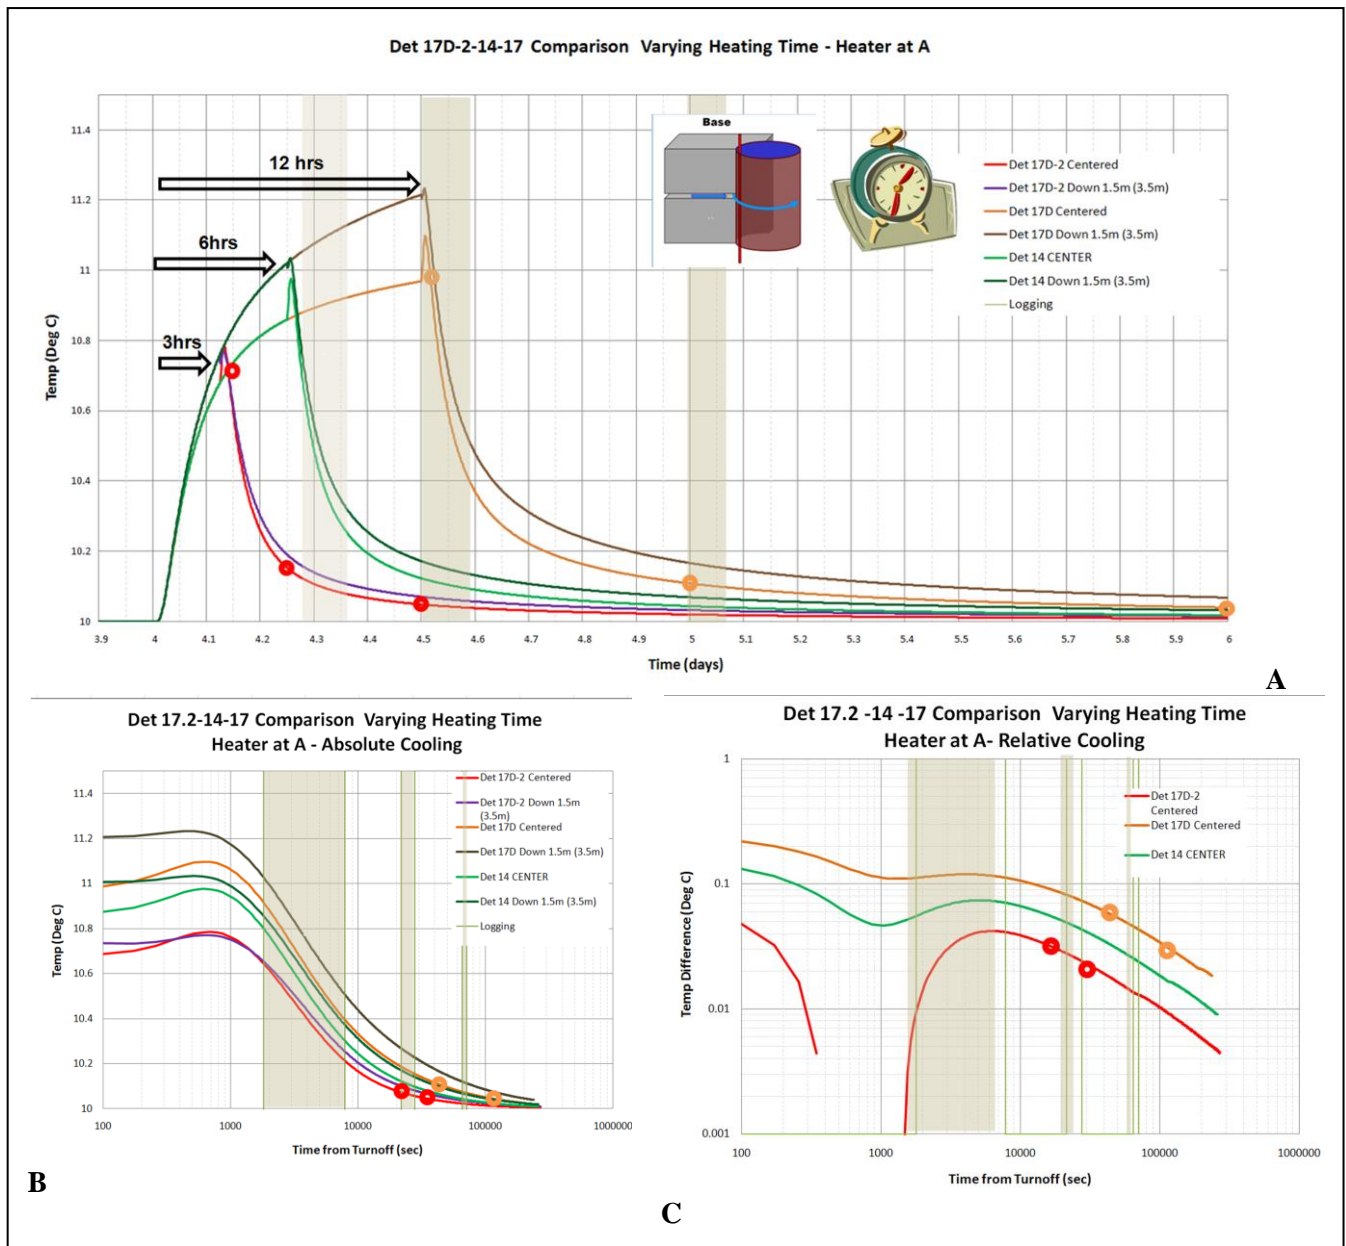 Det 17D-2-14-17 Comparison Varying Heating Time - Heater at A
11.4
11.2
11
10.8
10.6
10.4
10.2
10
Temp (Deg C)
12 hrs
6hrs
3hrs
Base
Det 17D-2 Centered
Det 17D-2 Down 1.5m (3.5m)
Det 17D Centered
Det 17D Down 1.5m (3.5m)
Det 14 CENTER
Det 14 Down 1.5m (3.5m)
Logging
3.9 4 4.1 4.2 4.3 4.4 4.5 4.6 4.7 4.8 4.9 5 5.1 5.2 5.3 5.4 5.5 5.6 5.7 5.8 5.9 6
Time (days)
A
Det 17.2-14-17 Comparison Varying Heating Time
Heater at A - Absolute Cooling
11.4
11.2
11
10.8
10.6
10.4
10.2
10
Temp (Deg C)
Det 17D-2 Centered
Det 17D-2 Down 1.5m
(3.5m)
Det 17D Centered
Det 17D Down 1.5m (3.5m)
Det 14 CENTER
Det 14 Down 1.5m (3.5m)
Logging
100 1000 10000 100000 1000000
Time from Turnoff (sec)
B
Det 17.2 -14 -17 Comparison Varying Heating Time
Heater at A- Relative Cooling
1
0.1
0.01
0.001
Temp Difference (Deg C)
Det 17D-2
Centered
Det 17D Centered
Det 14 CENTER
100 1000 10000 100000 1000000
Time from Turnoff (sec)
C